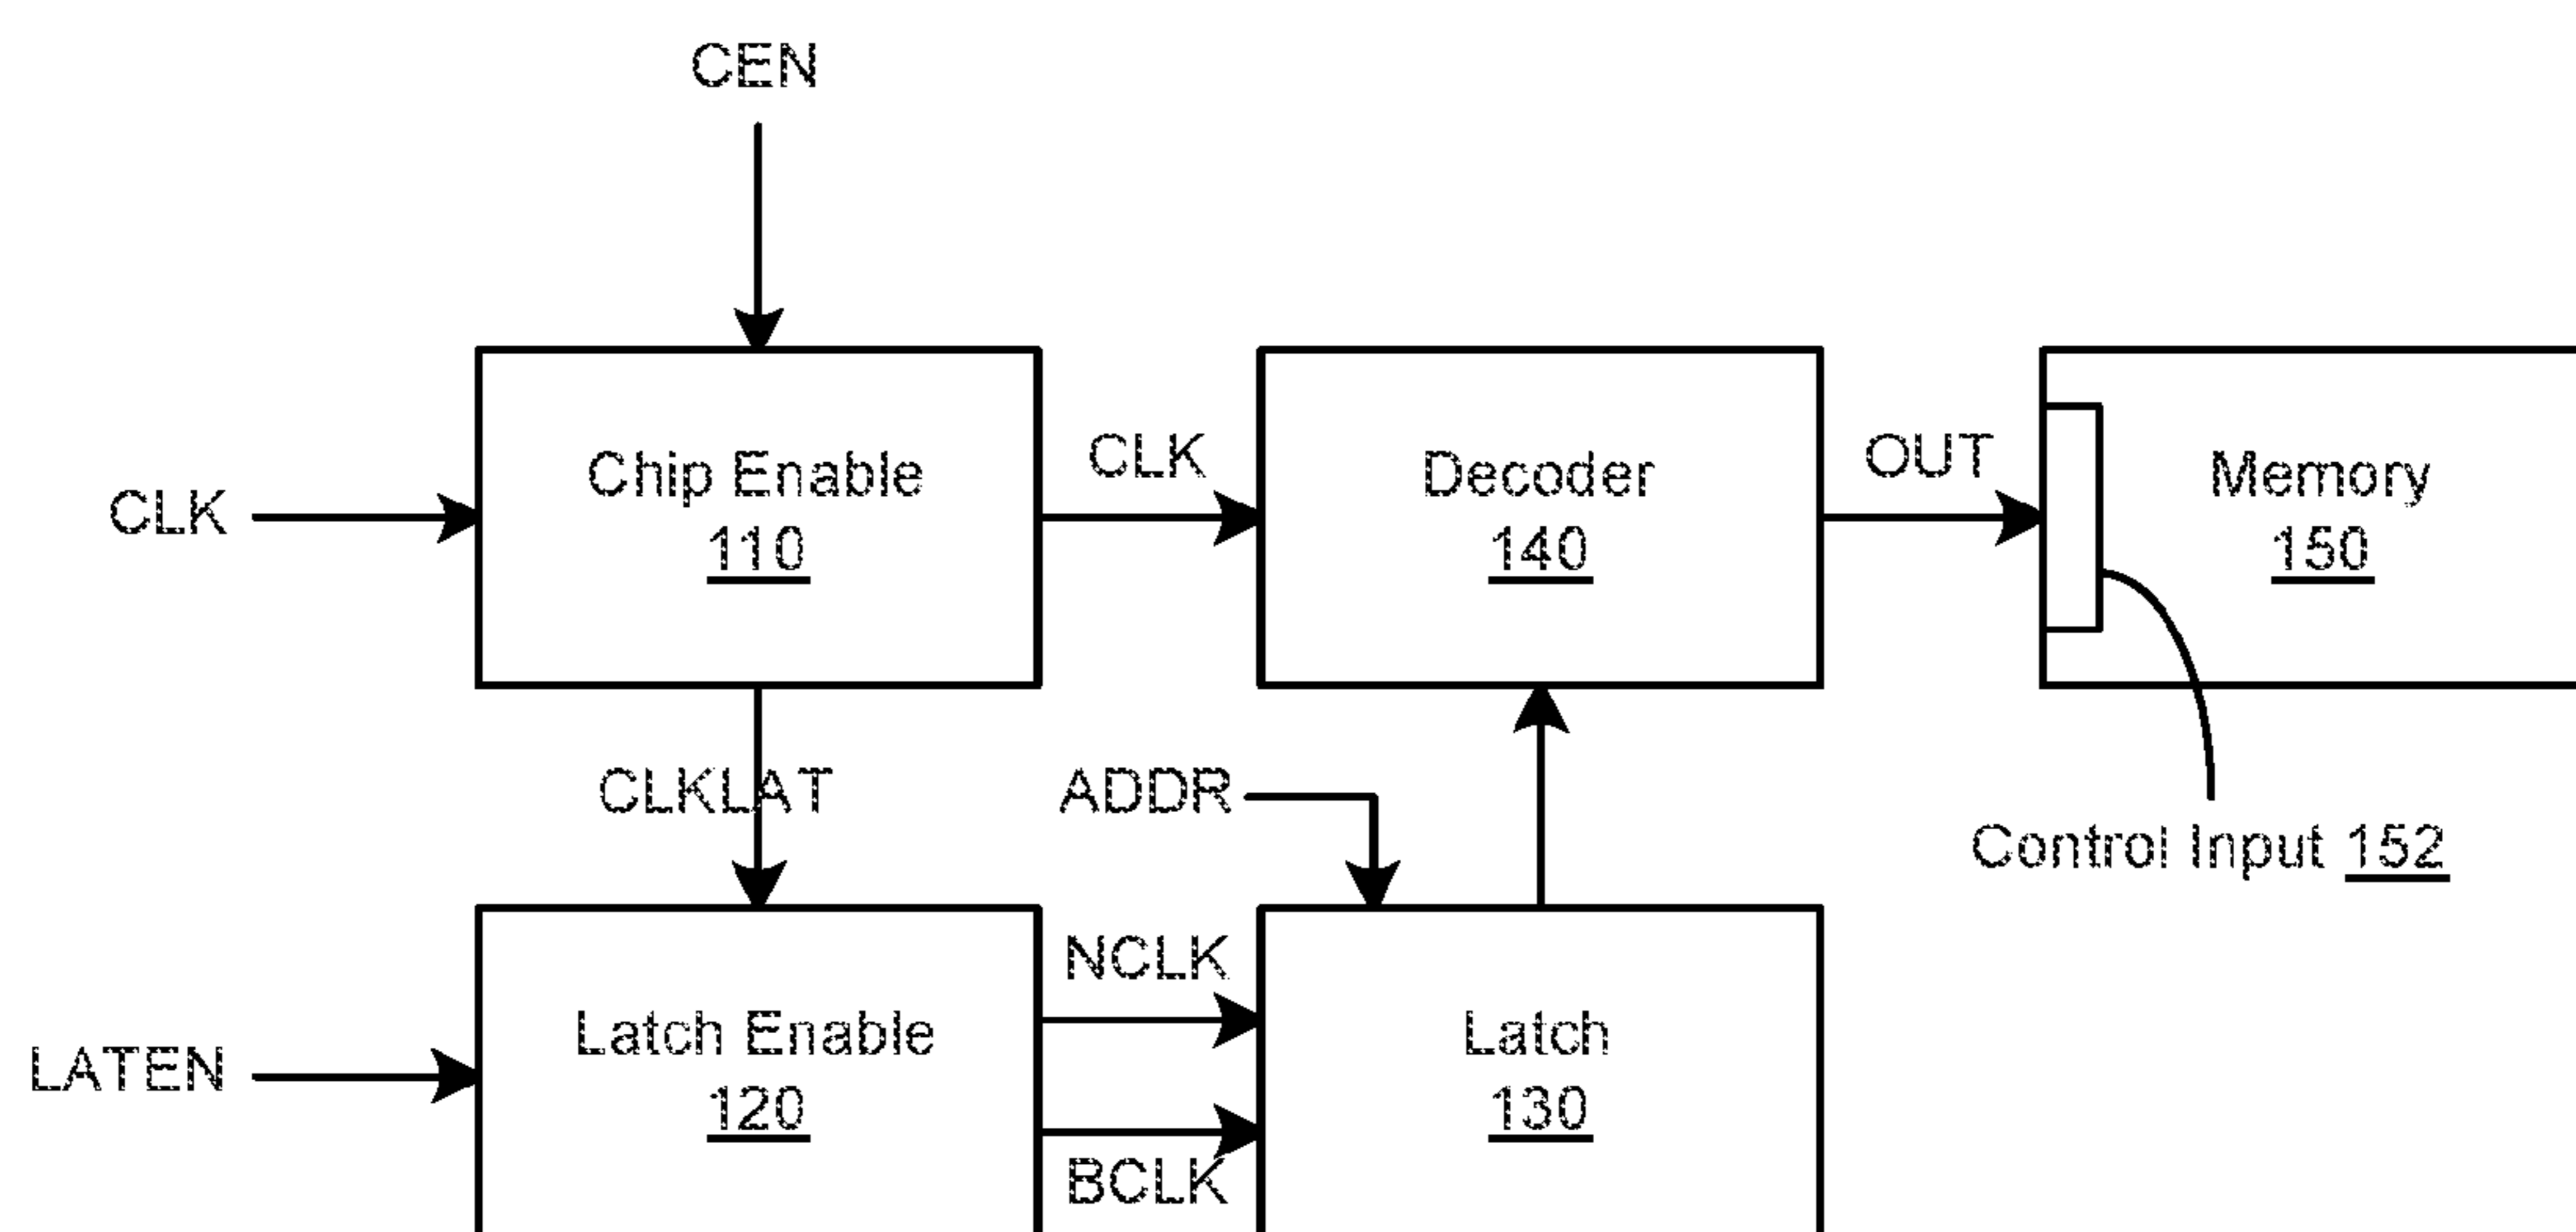 CEN
CLK
Chip Enable
110
CLK
Decoder
140
OUT
Memory
150
CLKLAT
ADDR
Control Input 152
LATEN
Latch Enable
120
NCLK
BCLK
Latch
130